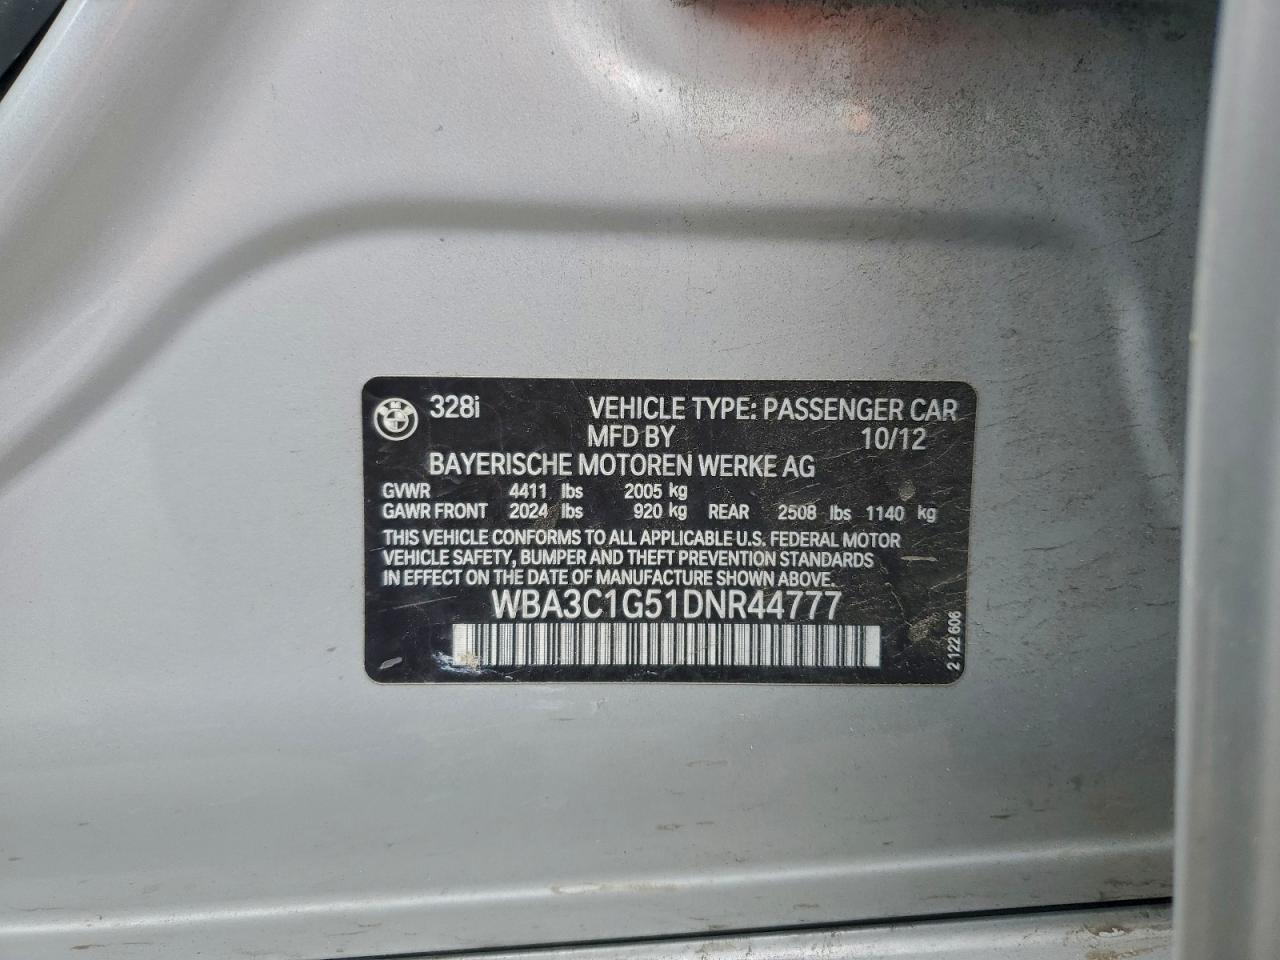 328i VEHICLE TYPE: PASSENGER CAR
MFD BY 10/12
BAYERISCHE MOTOREN WERKE AG
GVWR 4411 lbs 2005 kg
GAWR FRONT 2024 lbs 920 kg REAR 2508 lbs 1140 kg
THIS VEHICLE CONFORMS TO ALL APPLICABLE U.S. FEDERAL MOTOR
VEHICLE SAFETY, BUMPER AND THEFT PREVENTION STANDARDS
IN EFFECT ON THE DATE OF MANUFACTURE SHOWN ABOVE.
WBA3C1G51DNR44777
2 122 606